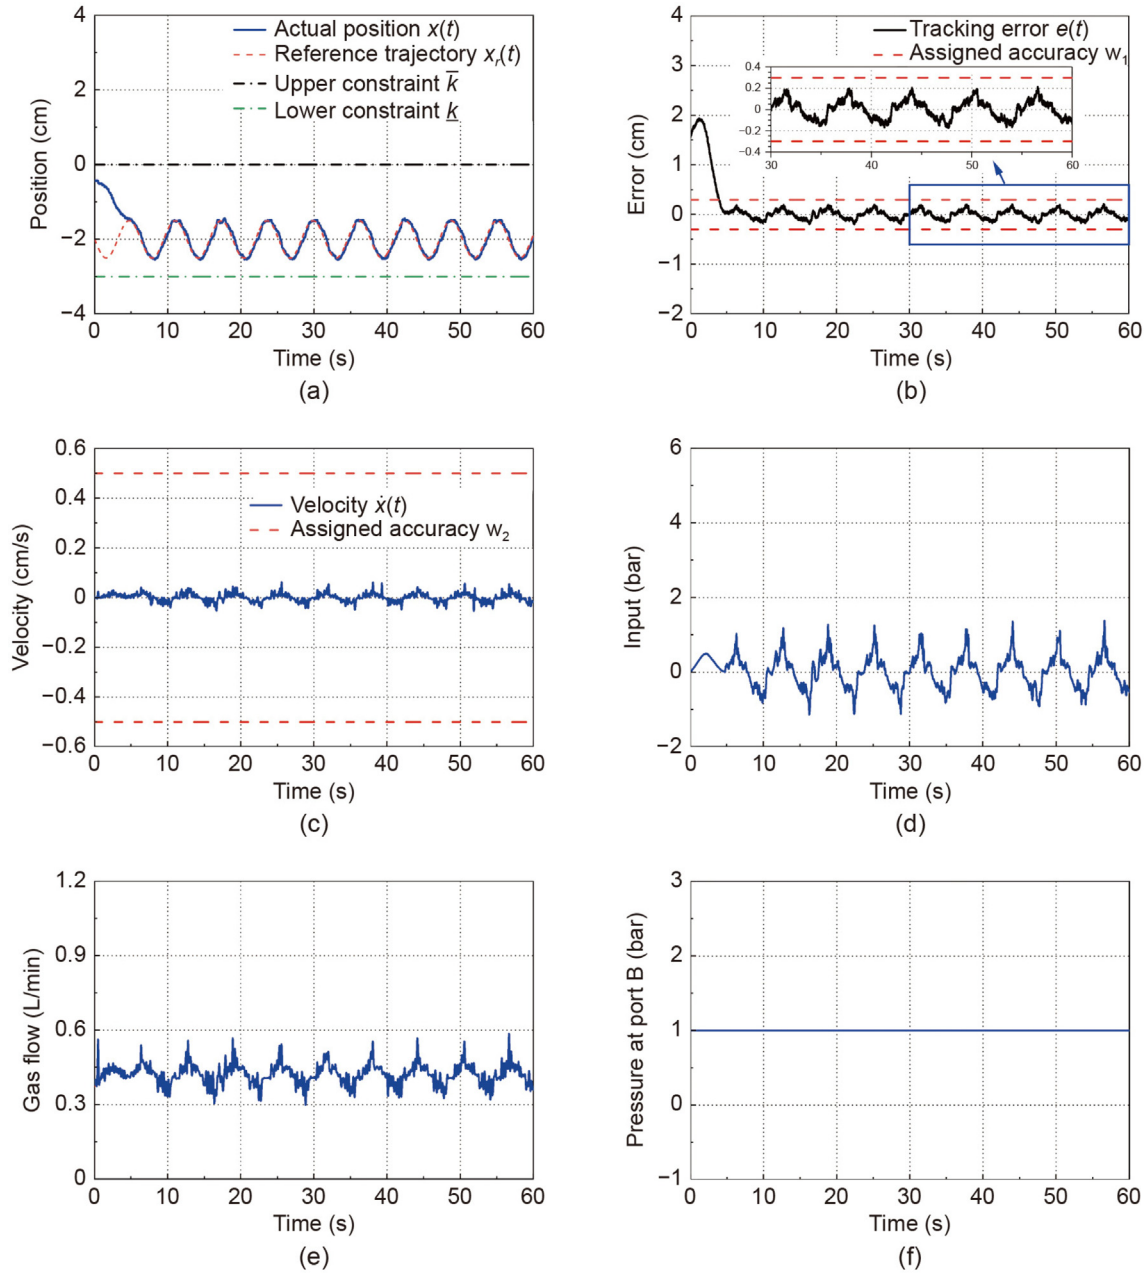 4
2
0
−2
−4
Position (cm)
Actual position x(t)
Reference trajectory xᵣ(t)
Upper constraint k̅
Lower constraint k̲
0 10 20 30 40 50 60
Time (s)
(a)
4
3
2
1
0
−1
−2
Error (cm)
Tracking error e(t)
Assigned accuracy w₁
0.4
0.2
0
−0.2
−0.4
30 40 50 60
0 10 20 30 40 50 60
Time (s)
(b)
0.6
0.4
0.2
0
−0.2
−0.4
−0.6
Velocity (cm/s)
Velocity ẋ(t)
Assigned accuracy w₂
0 10 20 30 40 50 60
Time (s)
(c)
6
4
2
0
−2
Input (bar)
0 10 20 30 40 50 60
Time (s)
(d)
1.2
0.9
0.6
0.3
0
Gas flow (L/min)
0 10 20 30 40 50 60
Time (s)
(e)
3
2
1
0
−1
Pressure at port B (bar)
0 10 20 30 40 50 60
Time (s)
(f)